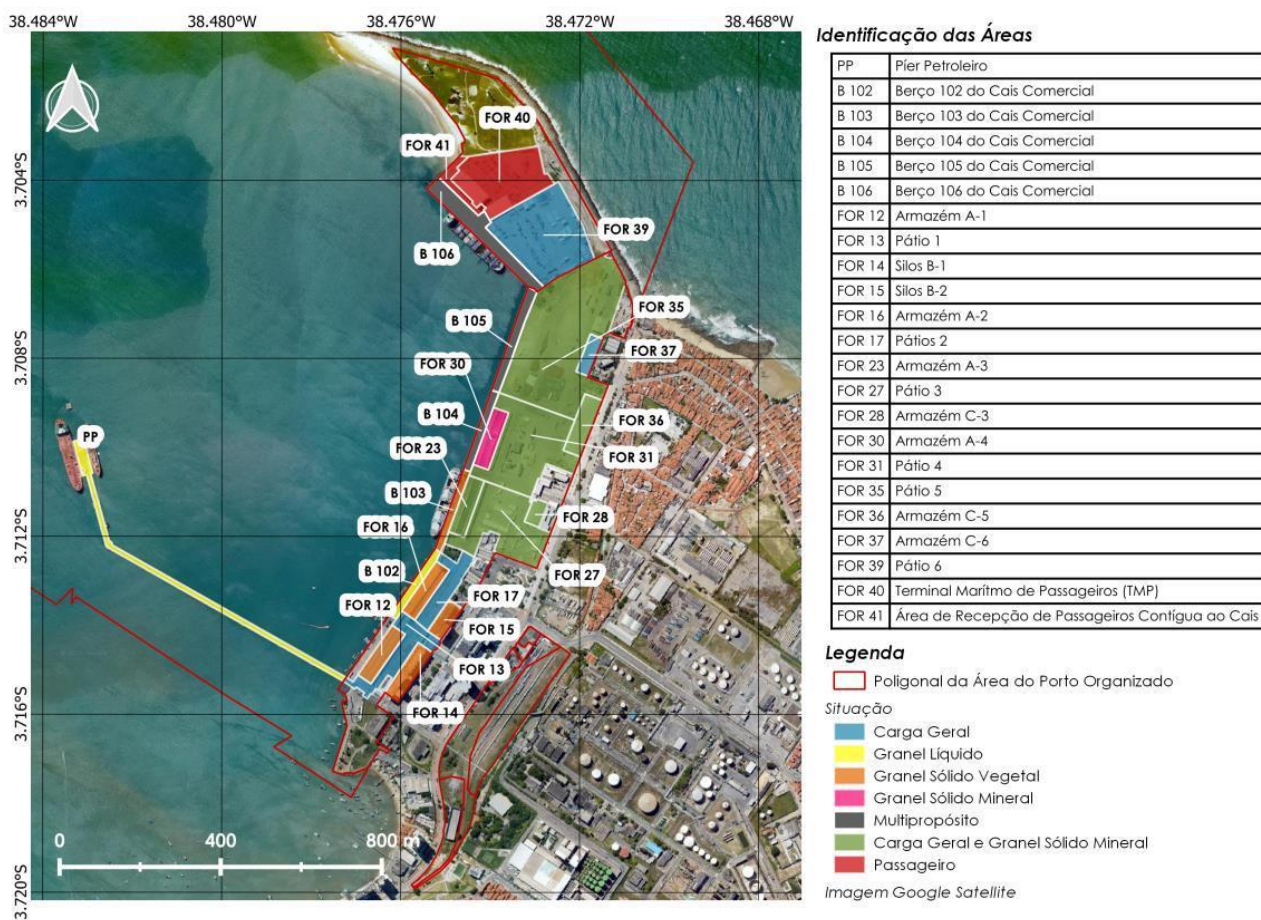 38.484°W 38.480°W 38.476°W 38.472°W 38.468°W
3.704°S
3.708°S
3.712°S
3.716°S
3.720°S
FOR 40
FOR 41
FOR 39
B 106
FOR 35
B 105
FOR 37
FOR 30
B 104
FOR 36
PP
FOR 23
FOR 31
B 103
FOR 28
FOR 16
B 102
FOR 27
FOR 12
FOR 17
FOR 15
FOR 13
FOR 14
0 400 800 m
Identificação das Áreas
PP Píer Petroleiro
B 102 Berço 102 do Cais Comercial
B 103 Berço 103 do Cais Comercial
B 104 Berço 104 do Cais Comercial
B 105 Berço 105 do Cais Comercial
B 106 Berço 106 do Cais Comercial
FOR 12 Armazém A-1
FOR 13 Pátio 1
FOR 14 Silos B-1
FOR 15 Silos B-2
FOR 16 Armazém A-2
FOR 17 Pátios 2
FOR 23 Armazém A-3
FOR 27 Pátio 3
FOR 28 Armazém C-3
FOR 30 Armazém A-4
FOR 31 Pátio 4
FOR 35 Pátio 5
FOR 36 Armazém C-5
FOR 37 Armazém C-6
FOR 39 Pátio 6
FOR 40 Terminal Marítmo de Passageiros (TMP)
FOR 41 Área de Recepção de Passageiros Contígua ao Cais
Legenda
Poligonal da Área do Porto Organizado
Situação
Carga Geral
Granel Líquido
Granel Sólido Vegetal
Granel Sólido Mineral
Multipropósito
Carga Geral e Granel Sólido Mineral
Passageiro
Imagem Google Satellite